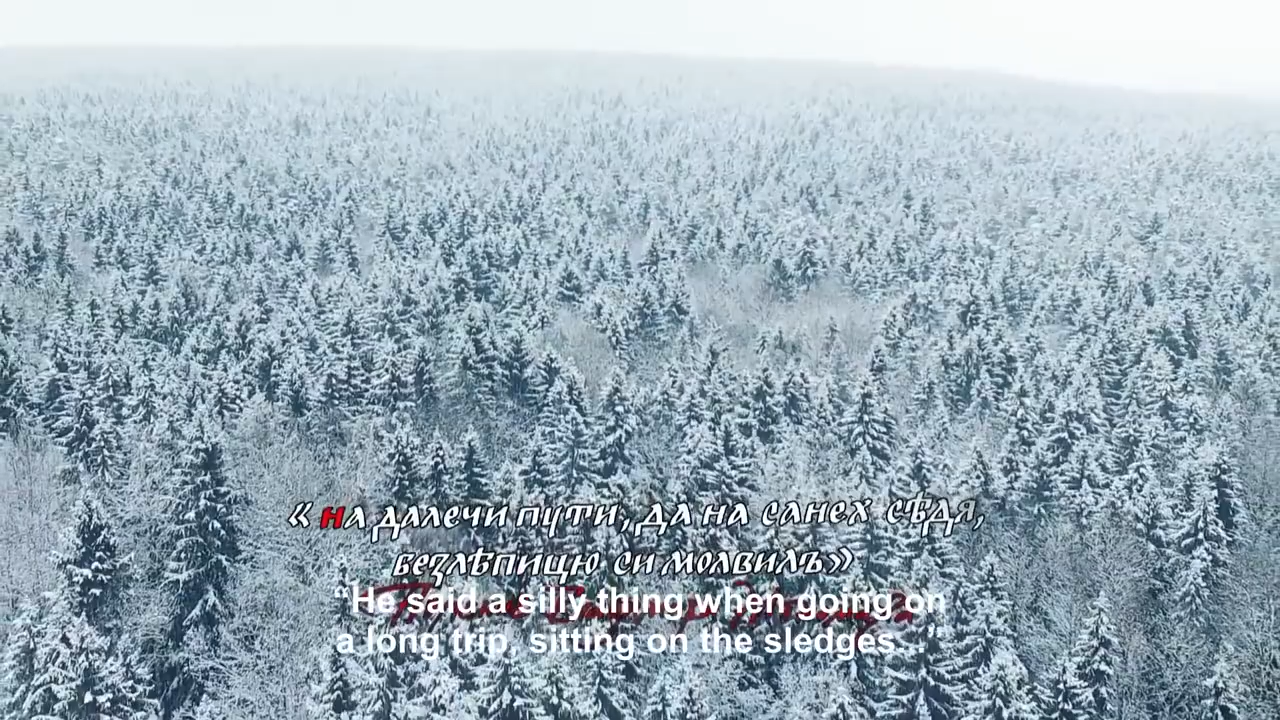 « на далечи пути, да на санех сѣдя,
безлѣпицю си молвилъ»
“He said a silly thing when going on
a long trip, sitting on the sledges…”